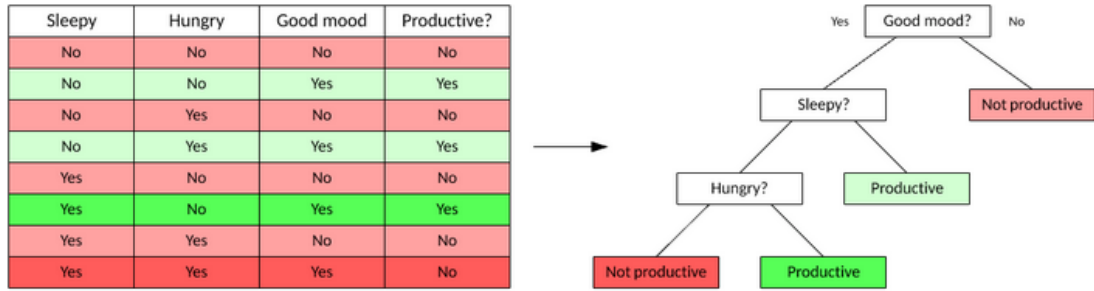 Sleepy Hungry Good mood Productive?
No No No No
No No Yes Yes
No Yes No No
No Yes Yes Yes
Yes No No No
Yes No Yes Yes
Yes Yes No No
Yes Yes Yes No
Yes Good mood? No
Sleepy? Not productive
Hungry? Productive
Not productive Productive